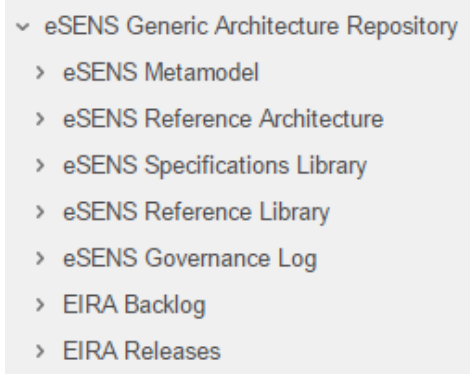 eSENS Generic Architecture Repository
eSENS Metamodel
eSENS Reference Architecture
eSENS Specifications Library
eSENS Reference Library
eSENS Governance Log
EIRA Backlog
EIRA Releases